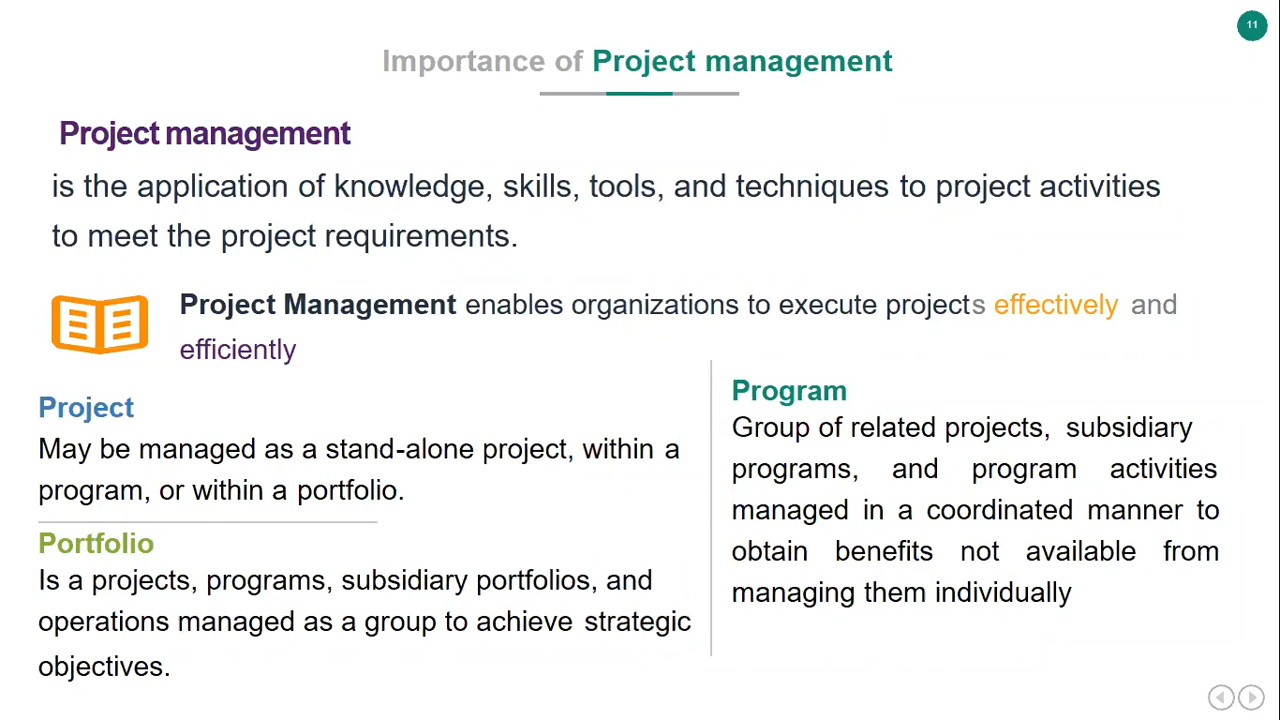 11
Importance of Project management
Project management
is the application of knowledge, skills, tools, and techniques to project activities
to meet the project requirements.
Project Management enables organizations to execute projects effectively and
efficiently
Project
May be managed as a stand-alone project, within a
program, or within a portfolio.
Portfolio
Is a projects, programs, subsidiary portfolios, and
operations managed as a group to achieve strategic
objectives.
Program
Group of related projects, subsidiary
programs, and program activities
managed in a coordinated manner to
obtain benefits not available from
managing them individually